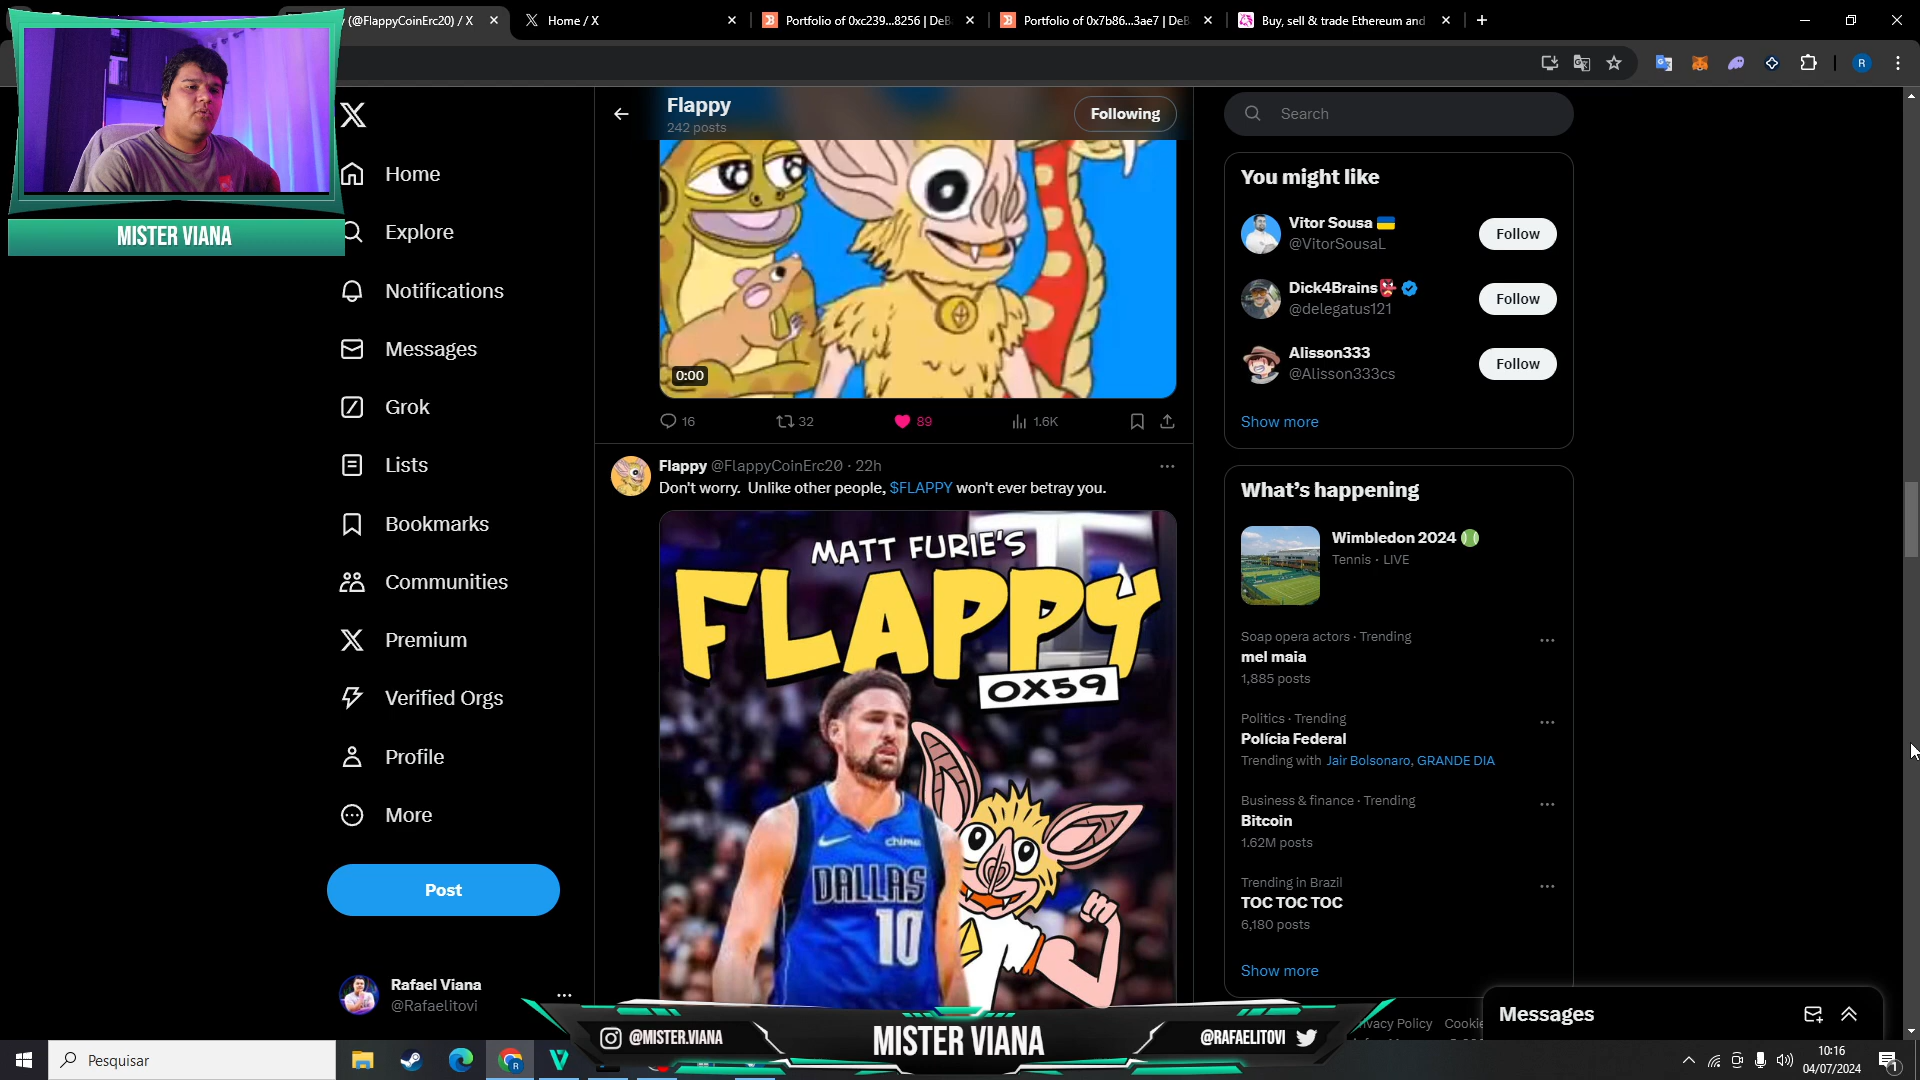 (@FlappyCoinErc20) / X
Home / X
Portfolio of 0xc239...8256 | DeB
Portfolio of 0x7b86...3ae7 | DeB
Buy, sell & trade Ethereum and
R
MISTER VIANA
Home
Explore
Notifications
Messages
Grok
Lists
Bookmarks
Communities
Premium
Verified Orgs
Profile
More
Post
Rafael Viana
@Rafaelitovi
Flappy
242 posts
Following
0:00
16
32
89
1.6K
Flappy @FlappyCoinErc20 · 22h
Don't worry. Unlike other people, $FLAPPY won't ever betray you.
MATT FURIE'S
FLAPPY
0X59
chime
DALLAS
10
Search
You might like
Vitor Sousa
@VitorSousaL
Follow
Dick4Brains
@delegatus121
Follow
Alisson333
@Alisson333cs
Follow
Show more
What's happening
Wimbledon 2024
Tennis · LIVE
Soap opera actors · Trending
mel maia
1,885 posts
Politics · Trending
Polícia Federal
Trending with Jair Bolsonaro, GRANDE DIA
Business & finance · Trending
Bitcoin
1.62M posts
Trending in Brazil
TOC TOC TOC
6,180 posts
Show more
Messages
@MISTER.VIANA
MISTER VIANA
@RAFAELITOVI
Pesquisar
10:16
04/07/2024
1